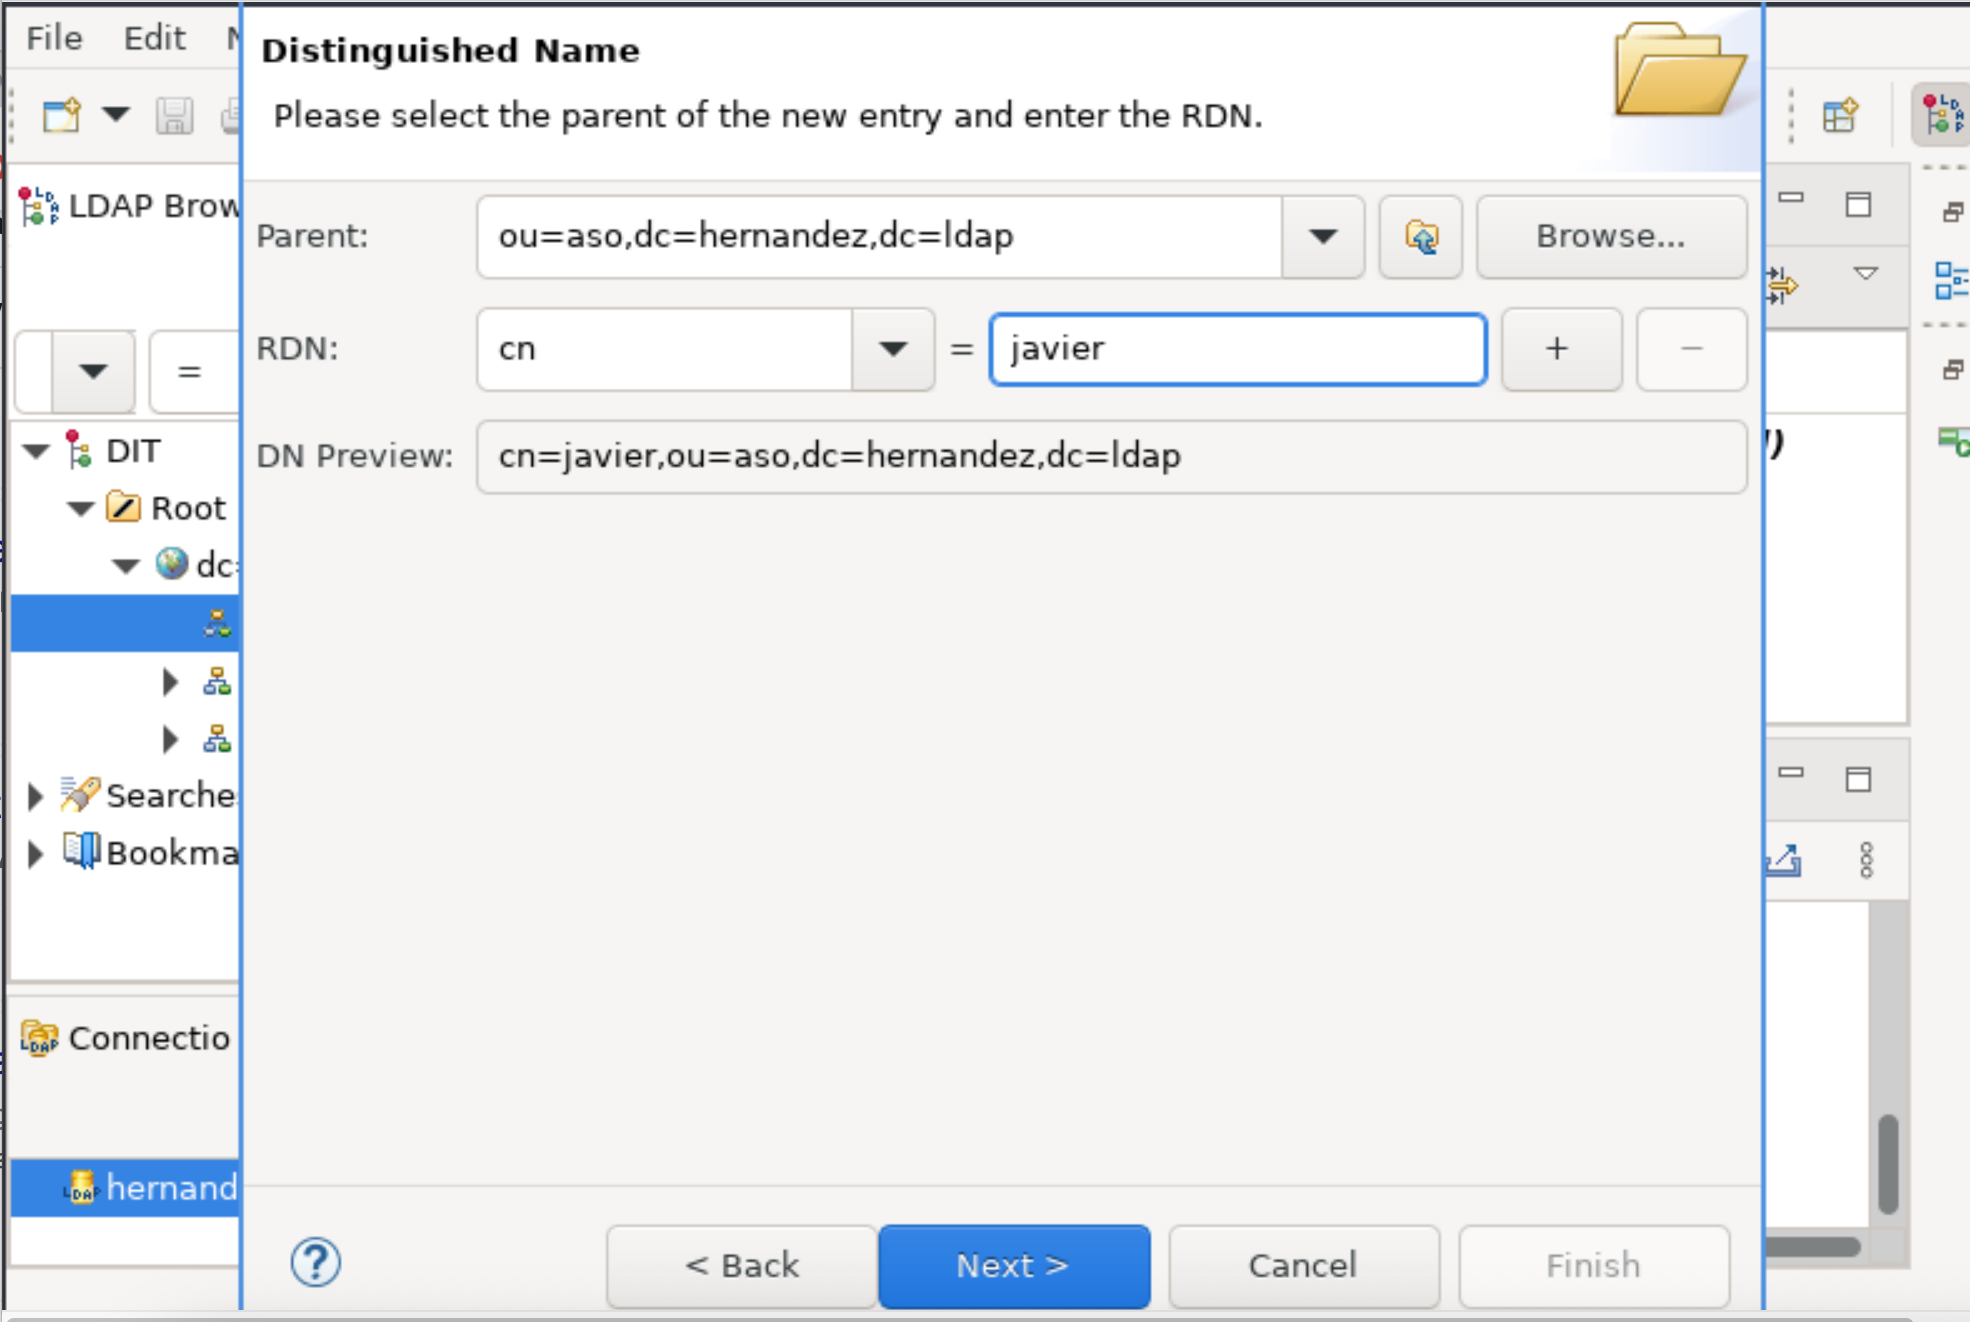 File Edit
Distinguished Name
Please select the parent of the new entry and enter the RDN.
LDAP Brow
Parent: ou=aso,dc=hernandez,dc=ldap Browse...
RDN: cn = javier + −
=
DN Preview: cn=javier,ou=aso,dc=hernandez,dc=ldap
DIT
Root
dc=
Searche
Bookma
Connectio
LDAP hernand
? < Back Next > Cancel Finish